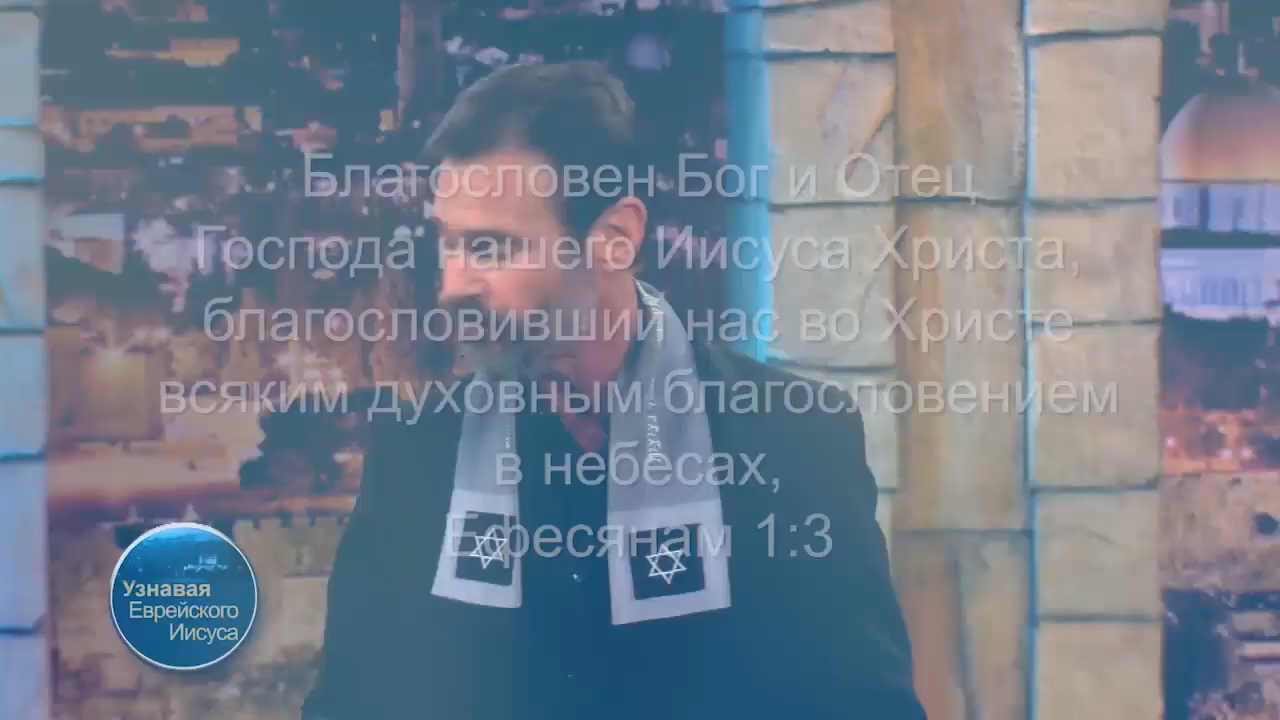 Благословен Бог и Отец
Господа нашего Иисуса Христа,
благословивший нас во Христе
всяким духовным благословением
в небесах,
Ефесянам 1:3
Узнавая
Еврейского
Иисуса